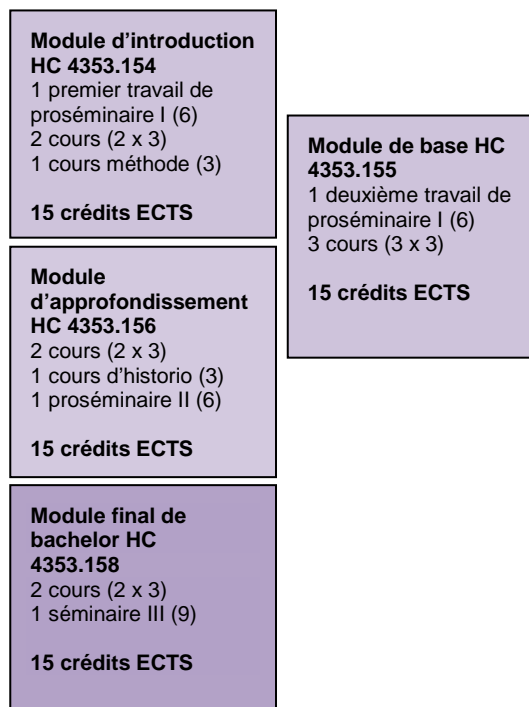 Module d’introduction
HC 4353.154
1 premier travail de
proséminaire I (6)
2 cours (2 x 3)
1 cours méthode (3)
15 crédits ECTS
Module de base HC
4353.155
1 deuxième travail de
proséminaire I (6)
3 cours (3 x 3)
15 crédits ECTS
Module
d’approfondissement
HC 4353.156
2 cours (2 x 3)
1 cours d’historio (3)
1 proséminaire II (6)
15 crédits ECTS
Module final de
bachelor HC
4353.158
2 cours (2 x 3)
1 séminaire III (9)
15 crédits ECTS